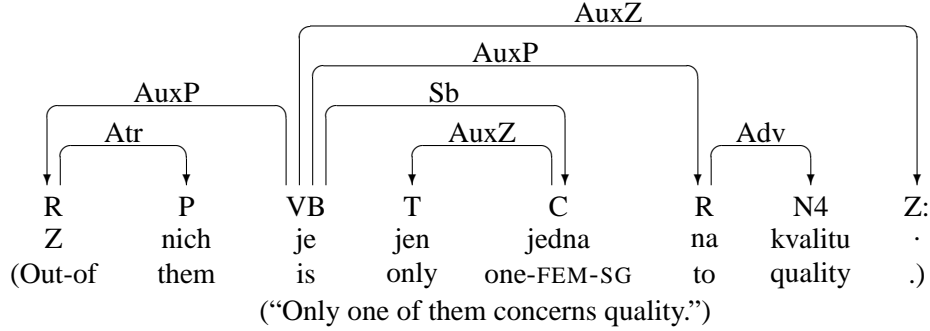 AuxZ
AuxP
AuxP Sb
Atr AuxZ Adv
R P VB T C R N4 Z:
Z nich je jen jedna na kvalitu .
(Out-of them is only one-FEM-SG to quality .)
(“Only one of them concerns quality.”)